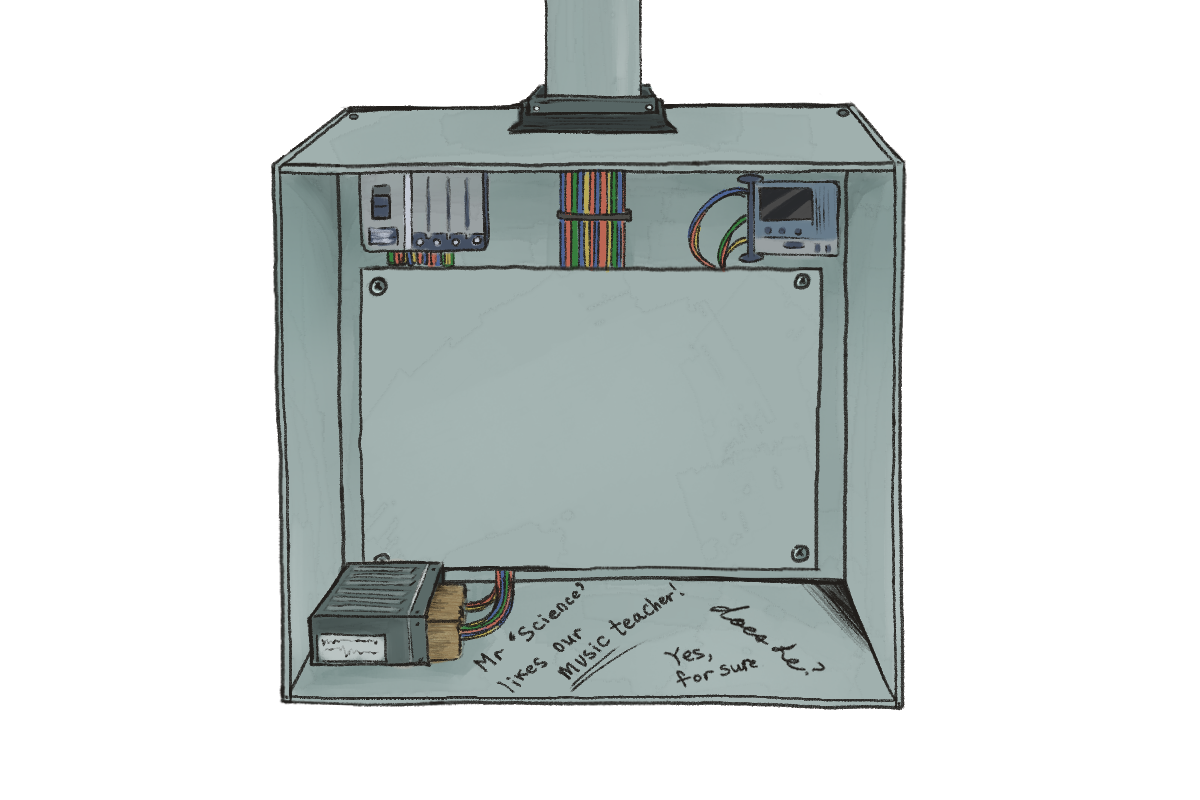 Mr 'Science'
likes our
Music teacher!
does he?
Yes,
for sure